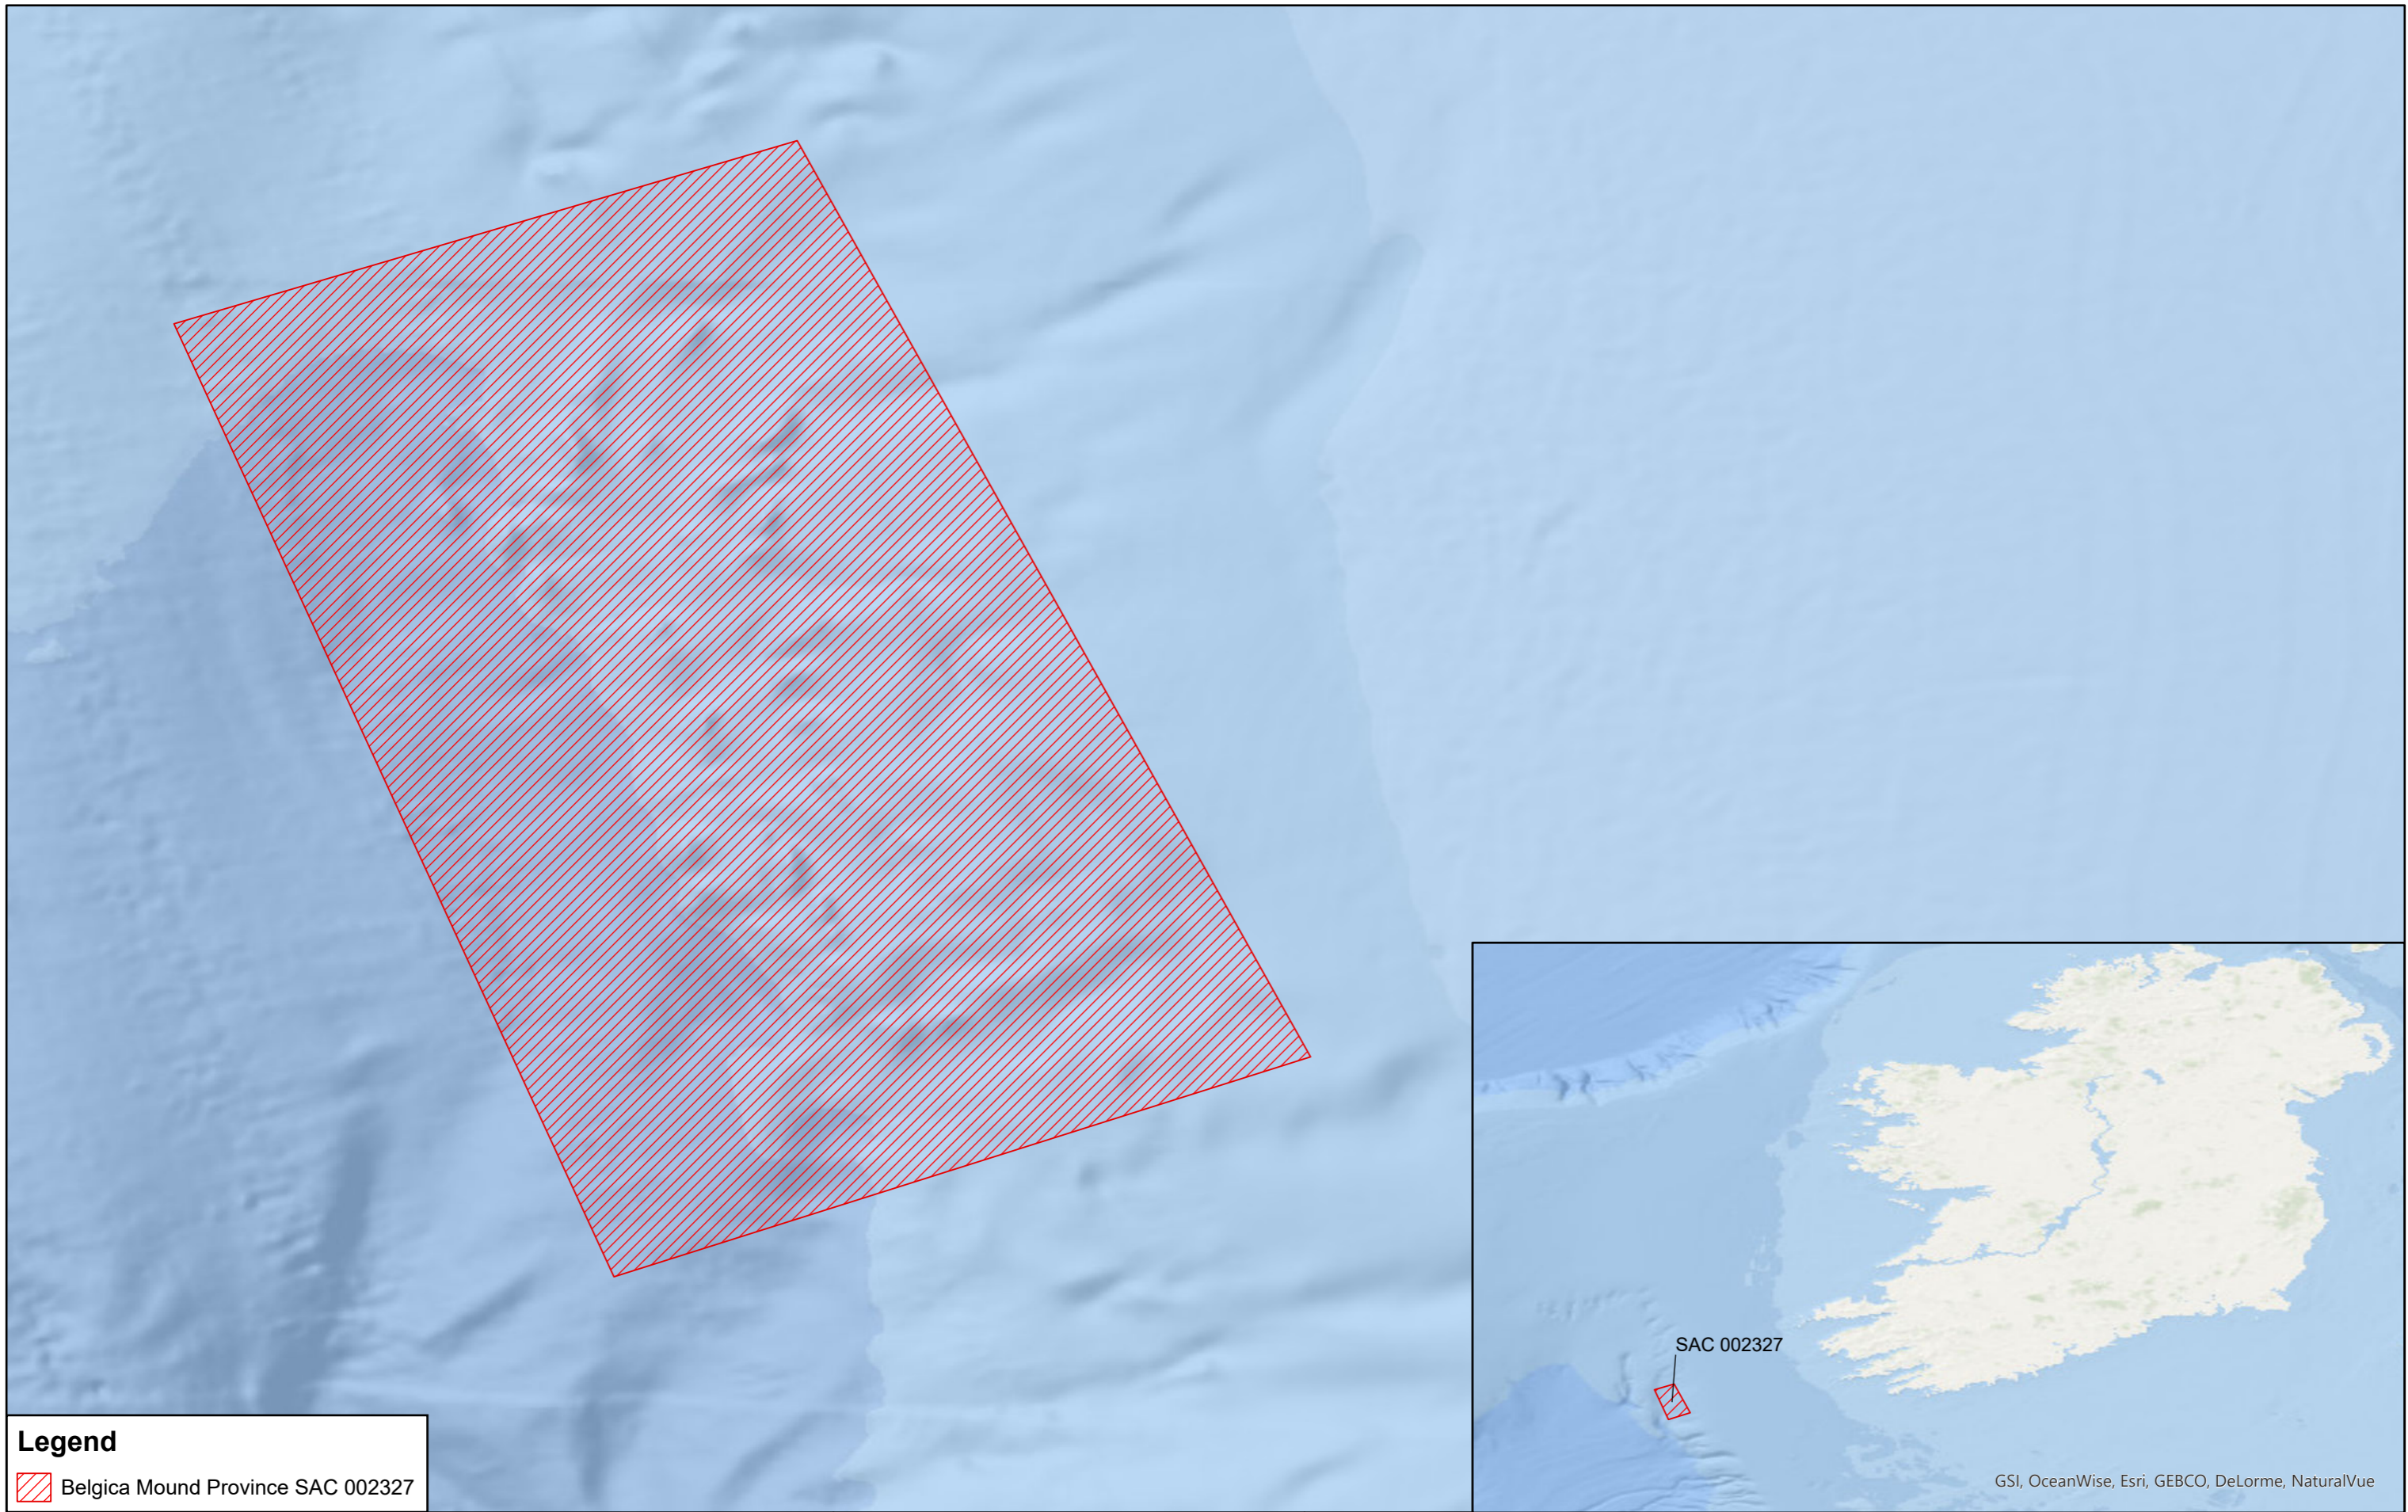 SAC 002327
Legend
Belgica Mound Province SAC 002327
GSI, OceanWise, Esri, GEBCO, DeLorme, NaturalVue